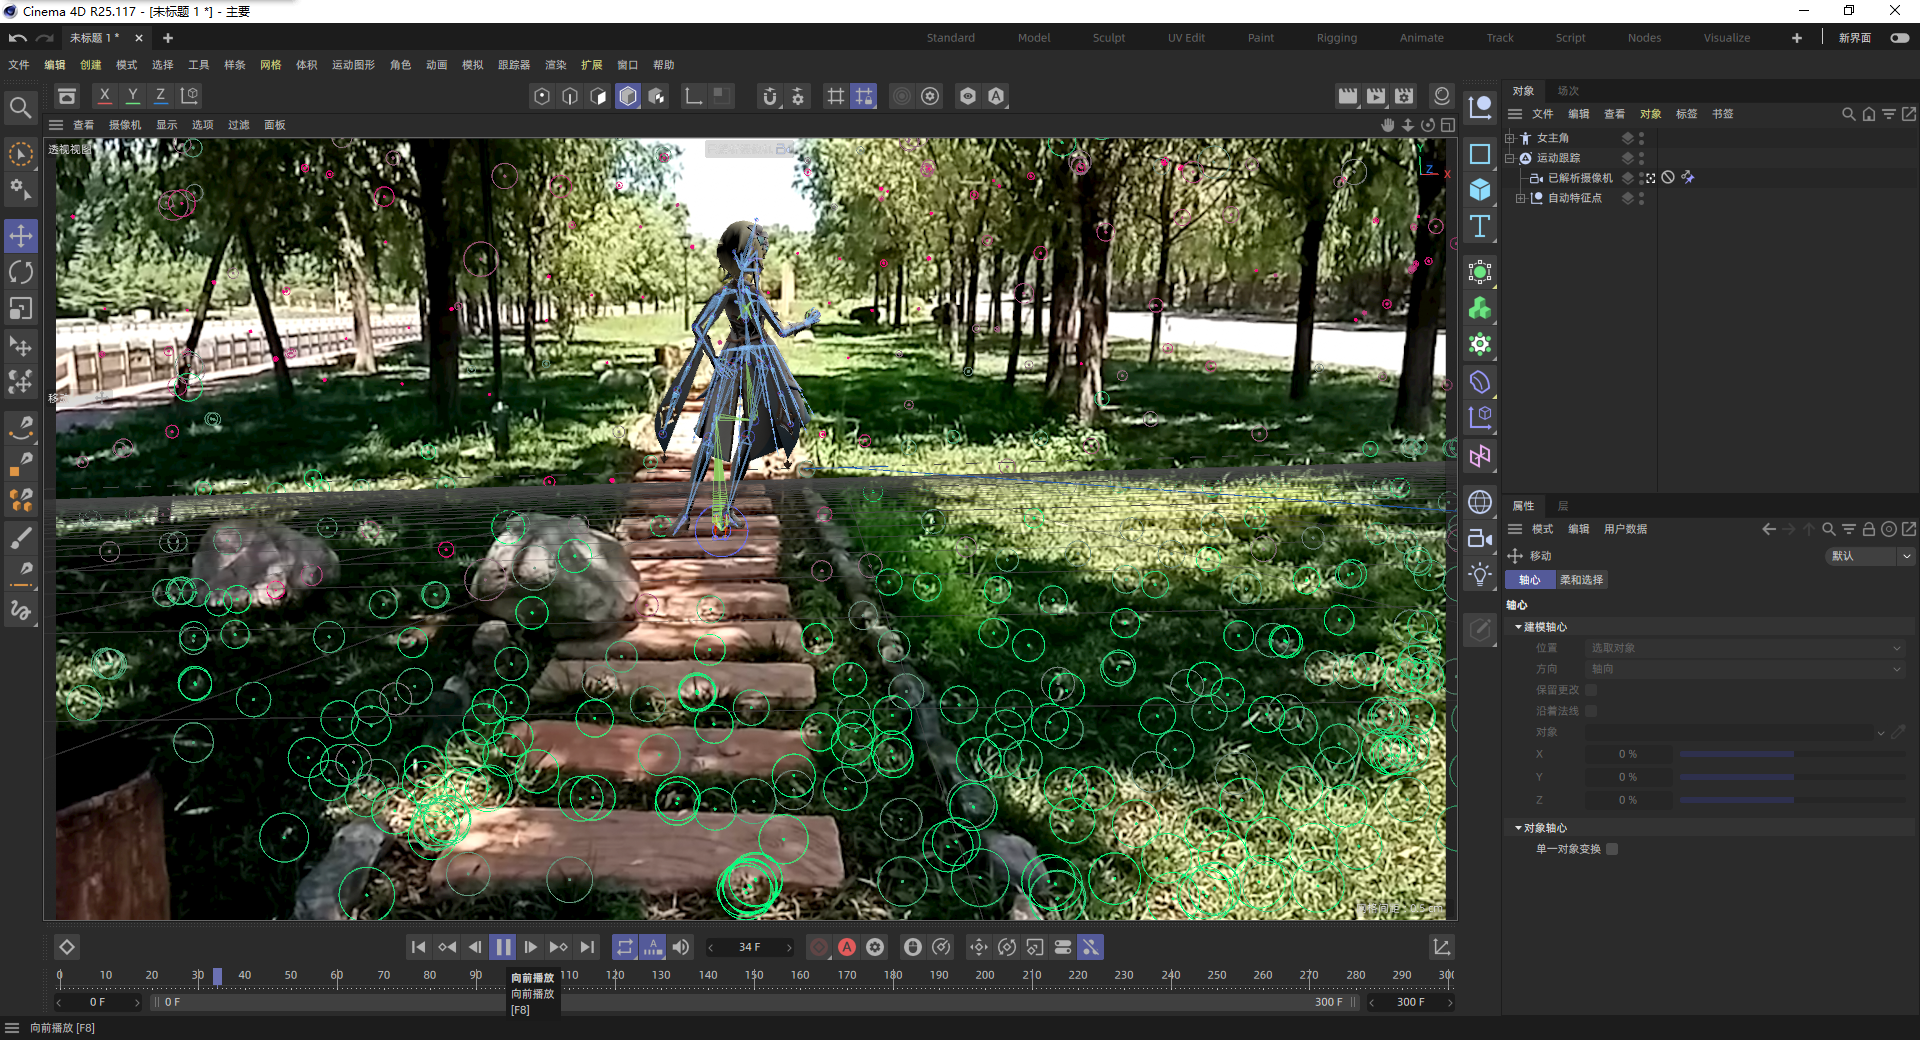 Cinema 4D R25.117 - [未标题 1 *] - 主要
未标题 1 *
Standard Model Sculpt UV Edit Paint Rigging Animate Track Script Nodes Visualize 新界面
文件 编辑 创建 模式 选择 工具 样条 网格 体积 运动图形 角色 动画 模拟 跟踪器 渲染 扩展 窗口 帮助
X Y Z
查看 摄像机 显示 选项 过滤 面板
透视视图
Y
Z X
移动
网格间距 : 0.5 cm
对象 场次
文件 编辑 查看 对象 标签 书签
女主角
运动跟踪
已解析摄像机
自动特征点
属性 层
模式 编辑 用户数据
移动 默认
轴心 柔和选择
轴心
建模轴心
位置 选取对象
方向 轴向
保留更改
沿着法线
对象
X 0 %
Y 0 %
Z 0 %
对象轴心
单一对象变换
34 F
0 10 20 30 40 50 60 70 80 90 110 120 130 140 150 160 170 180 190 200 210 220 230 240 250 260 270 280 290 300
0 F 0 F 300 F 300 F
向前播放
向前播放
[F8]
向前播放 [F8]